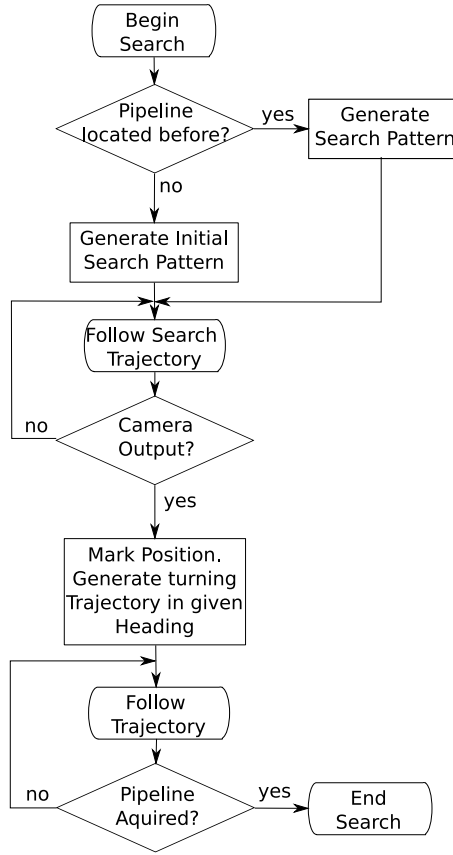 Begin
Search
Pipeline
located before?
yes
Generate
Search Pattern
no
Generate Initial
Search Pattern
Follow Search
Trajectory
no
Camera
Output?
yes
Mark Position.
Generate turning
Trajectory in given
Heading
Follow
Trajectory
no
Pipeline
Aquired?
yes
End
Search